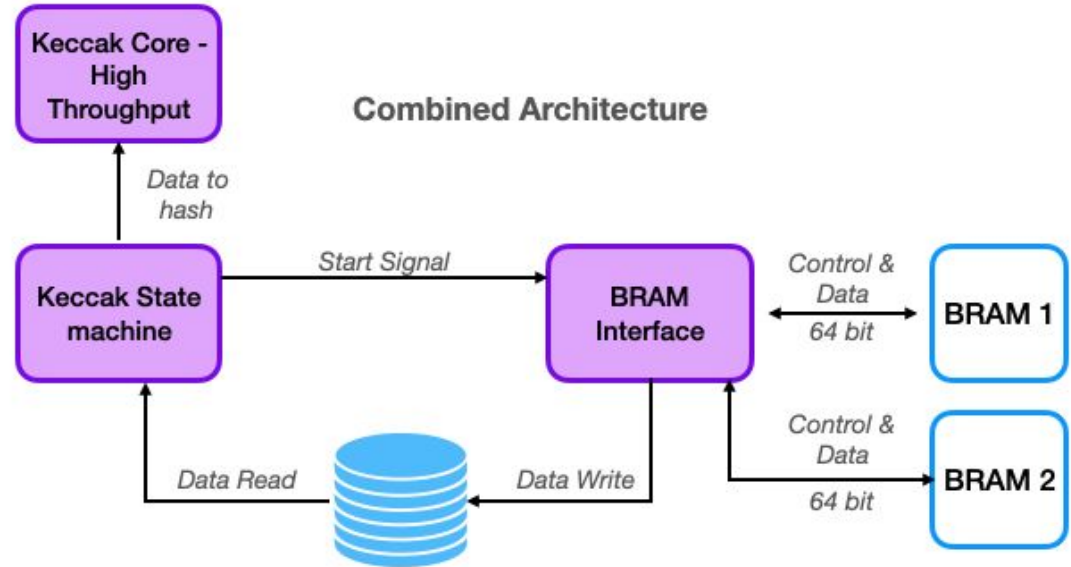 Keccak Core -
High
Throughput
Combined Architecture
Data to
hash
Keccak State
machine
Start Signal
BRAM
Interface
Control &
Data
64 bit
BRAM 1
Data Read
Data Write
Control &
Data
64 bit
BRAM 2